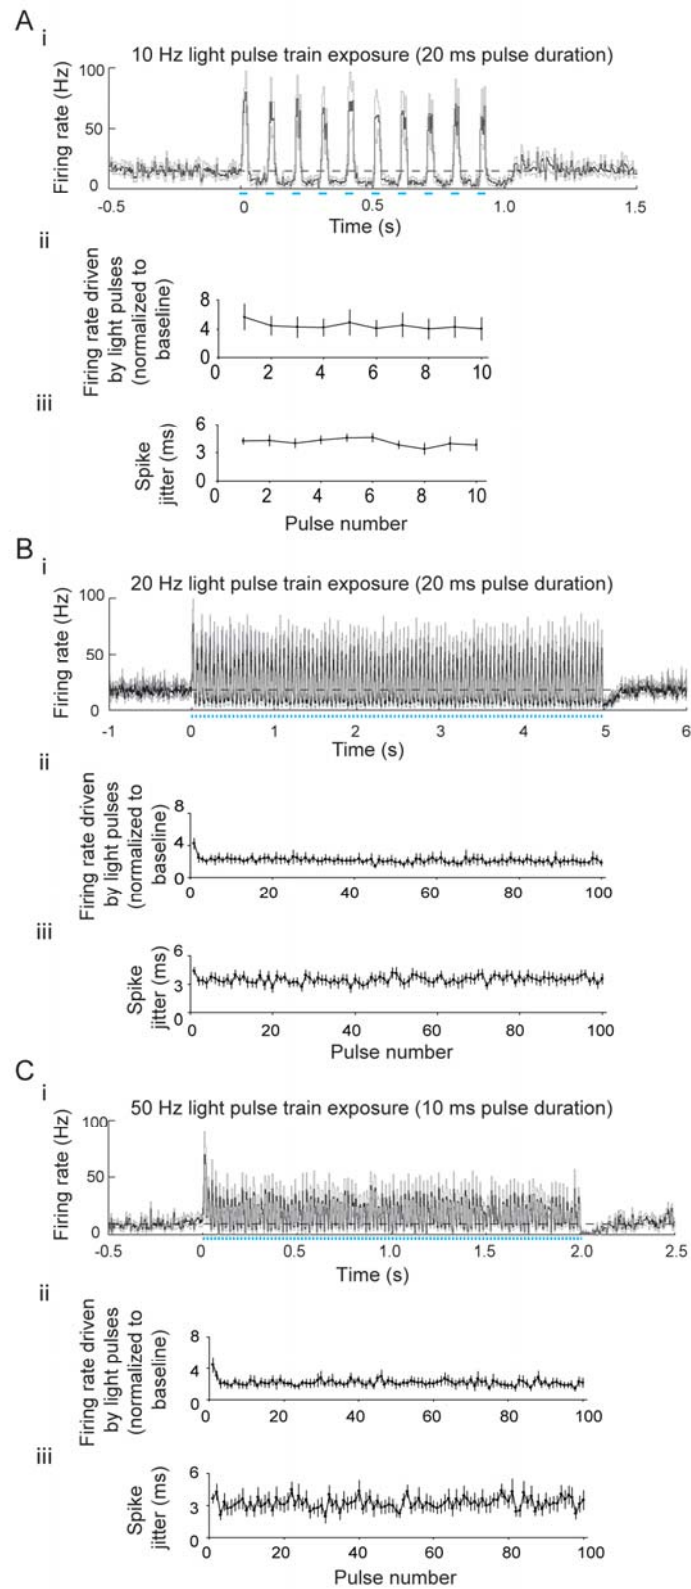 A
i
10 Hz light pulse train exposure (20 ms pulse duration)
Firing rate (Hz)
100
50
0
-0.5 0 0.5 1.0 1.5
Time (s)
ii
Firing rate driven
by light pulses
(normalized to
baseline)
8
4
0
0 2 4 6 8 10
iii
Spike
jitter (ms)
6
3
0
0 2 4 6 8 10
Pulse number
B
i
20 Hz light pulse train exposure (20 ms pulse duration)
Firing rate (Hz)
100
50
0
-1 0 1 2 3 4 5 6
Time (s)
ii
Firing rate driven
by light pulses
(normalized to
baseline)
8
4
0
0 20 40 60 80 100
iii
Spike
jitter (ms)
6
3
0
0 20 40 60 80 100
Pulse number
C
i
50 Hz light pulse train exposure (10 ms pulse duration)
Firing rate (Hz)
100
50
0
-0.5 0 0.5 1.0 1.5 2.0 2.5
Time (s)
ii
Firing rate driven
by light pulses
(normalized to
baseline)
8
4
0
0 20 40 60 80 100
iii
Spike
jitter (ms)
6
3
0
0 20 40 60 80 100
Pulse number